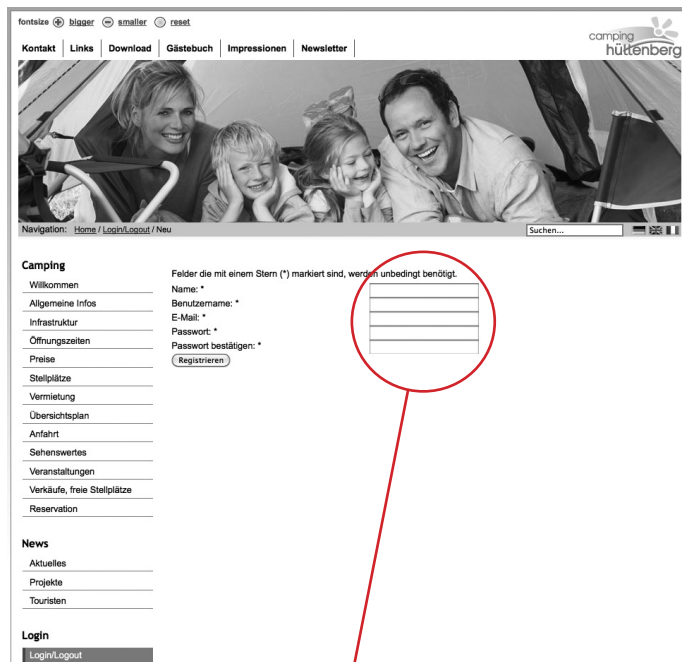 fontsize bigger smaller reset
Kontakt Links Download Gästebuch Impressionen Newsletter
camping
hüttenberg
Navigation: Home / Login/Logout / Neu
Suchen...
Camping
Willkommen
Allgemeine Infos
Infrastruktur
Öffnungszeiten
Preise
Stellplätze
Vermietung
Übersichtsplan
Anfahrt
Sehenswertes
Veranstaltungen
Verkäufe, freie Stellplätze
Reservation
News
Aktuelles
Projekte
Touristen
Login
Login/Logout
Felder die mit einem Stern (*) markiert sind, werden unbedingt benötigt.
Name: *
Benutzername: *
E-Mail: *
Passwort: *
Passwort bestätigen: *
Registrieren